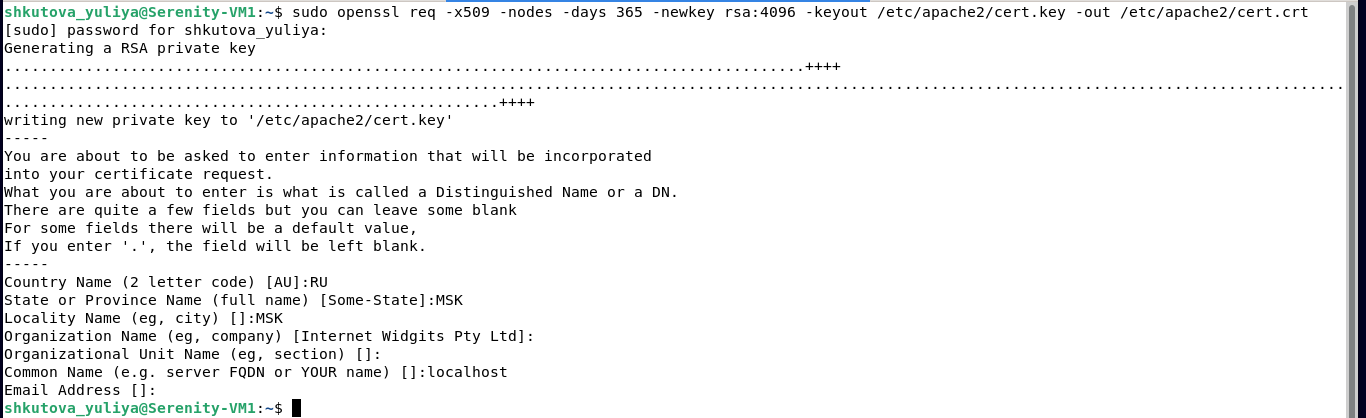 shkutova_yuliya@Serenity-VM1:~$ sudo openssl req -x509 -nodes -days 365 -newkey rsa:4096 -keyout /etc/apache2/cert.key -out /etc/apache2/cert.crt
[sudo] password for shkutova_yuliya:
Generating a RSA private key
.........................................................................................++++
.....................................................................................................................................................
.......................................................++++
writing new private key to '/etc/apache2/cert.key'
-----
You are about to be asked to enter information that will be incorporated
into your certificate request.
What you are about to enter is what is called a Distinguished Name or a DN.
There are quite a few fields but you can leave some blank
For some fields there will be a default value,
If you enter '.', the field will be left blank.
-----
Country Name (2 letter code) [AU]:RU
State or Province Name (full name) [Some-State]:MSK
Locality Name (eg, city) []:MSK
Organization Name (eg, company) [Internet Widgits Pty Ltd]:
Organizational Unit Name (eg, section) []:
Common Name (e.g. server FQDN or YOUR name) []:localhost
Email Address []:
shkutova_yuliya@Serenity-VM1:~$